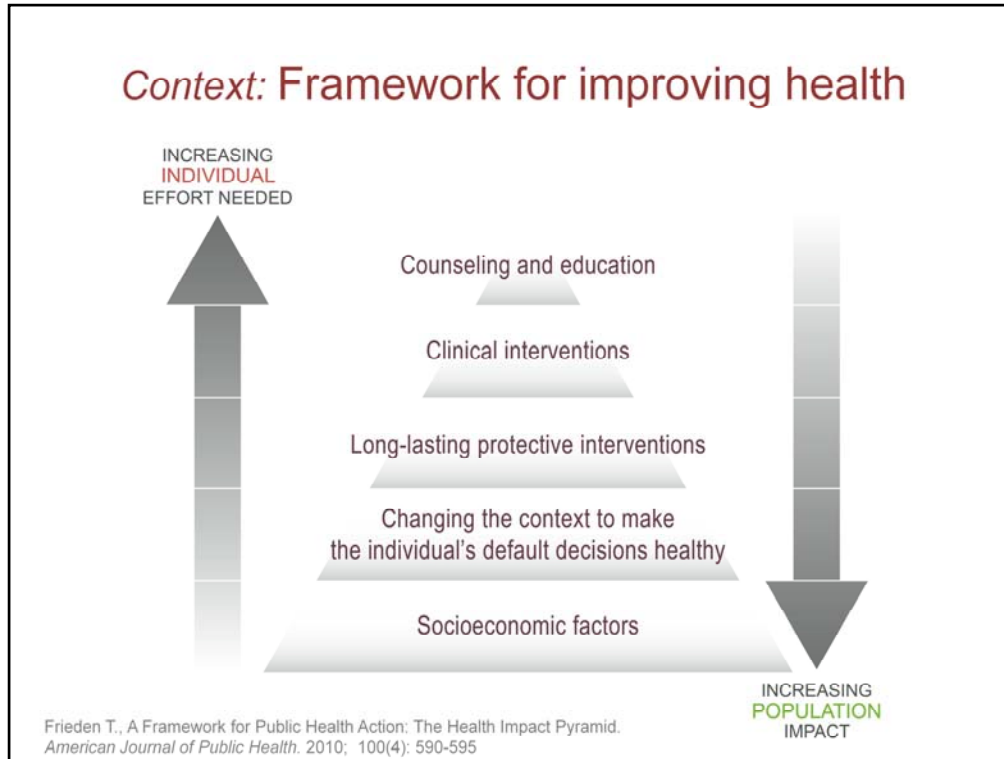 Context: Framework for improving health
INCREASING
INDIVIDUAL
EFFORT NEEDED
Counseling and education
Clinical interventions
Long-lasting protective interventions
Changing the context to make
the individual's default decisions healthy
Socioeconomic factors
INCREASING
POPULATION
IMPACT
Frieden T., A Framework for Public Health Action: The Health Impact Pyramid.
American Journal of Public Health. 2010; 100(4): 590-595